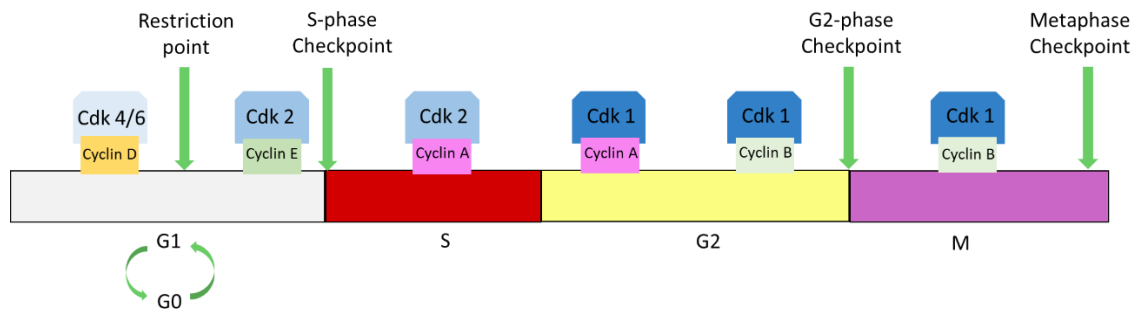 Restriction
point
S-phase
Checkpoint
G2-phase
Checkpoint
Metaphase
Checkpoint
Cdk 4/6
Cdk 2
Cdk 2
Cdk 1
Cdk 1
Cdk 1
Cyclin D
Cyclin E
Cyclin A
Cyclin A
Cyclin B
Cyclin B
G1
S
G2
M
G0